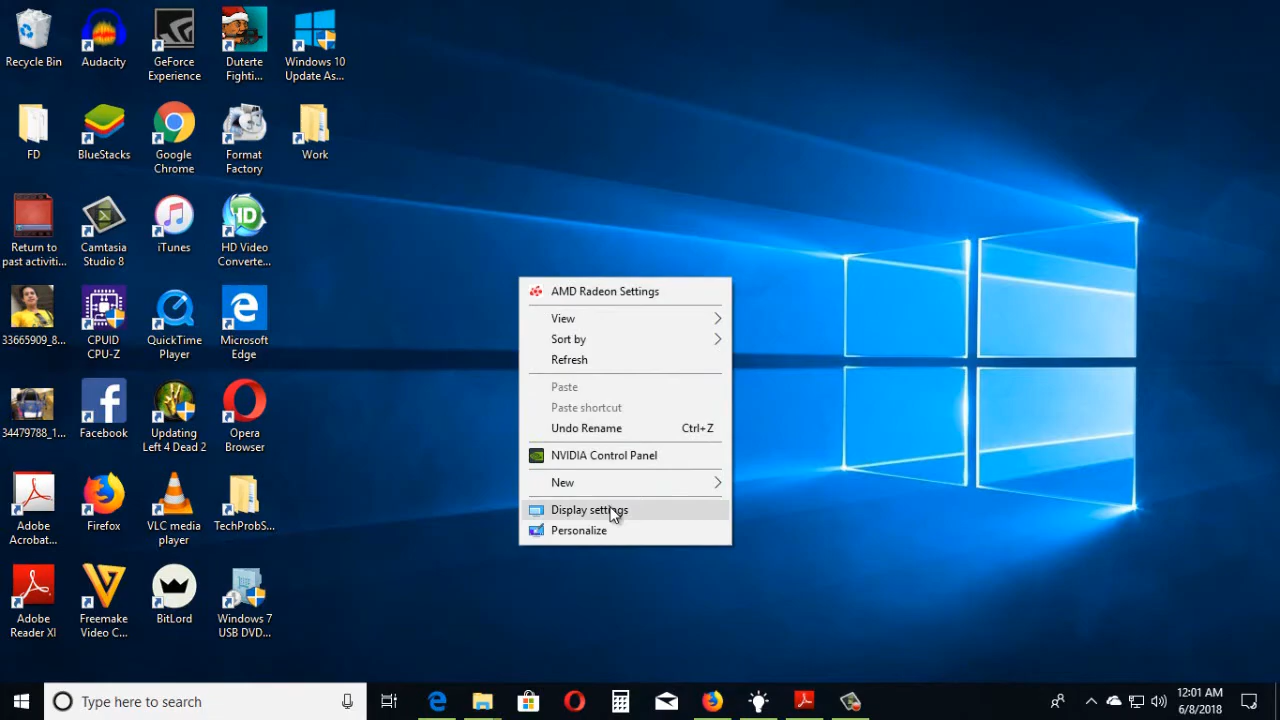 Recycle Bin
Audacity
GeForce
Experience
Duterte
Fighti...
Windows 10
Update As...
FD
BlueStacks
Google
Chrome
Format
Factory
Work
Return to
past activiti...
Camtasia
Studio 8
iTunes
HD
HD Video
Converte...
33665909_8...
CPUID
CPU-Z
QuickTime
Player
Microsoft
Edge
34479788_1...
Facebook
Updating
Left 4 Dead 2
Opera
Browser
Adobe
Acrobat...
Firefox
VLC media
player
TechProbS...
Adobe
Reader XI
Freemake
Video C...
BitLord
Windows 7
USB DVD...
AMD Radeon Settings
View
Sort by
Refresh
Paste
Paste shortcut
Undo Rename Ctrl+Z
NVIDIA Control Panel
New
Display settings
Personalize
Type here to search
12:01 AM
6/8/2018